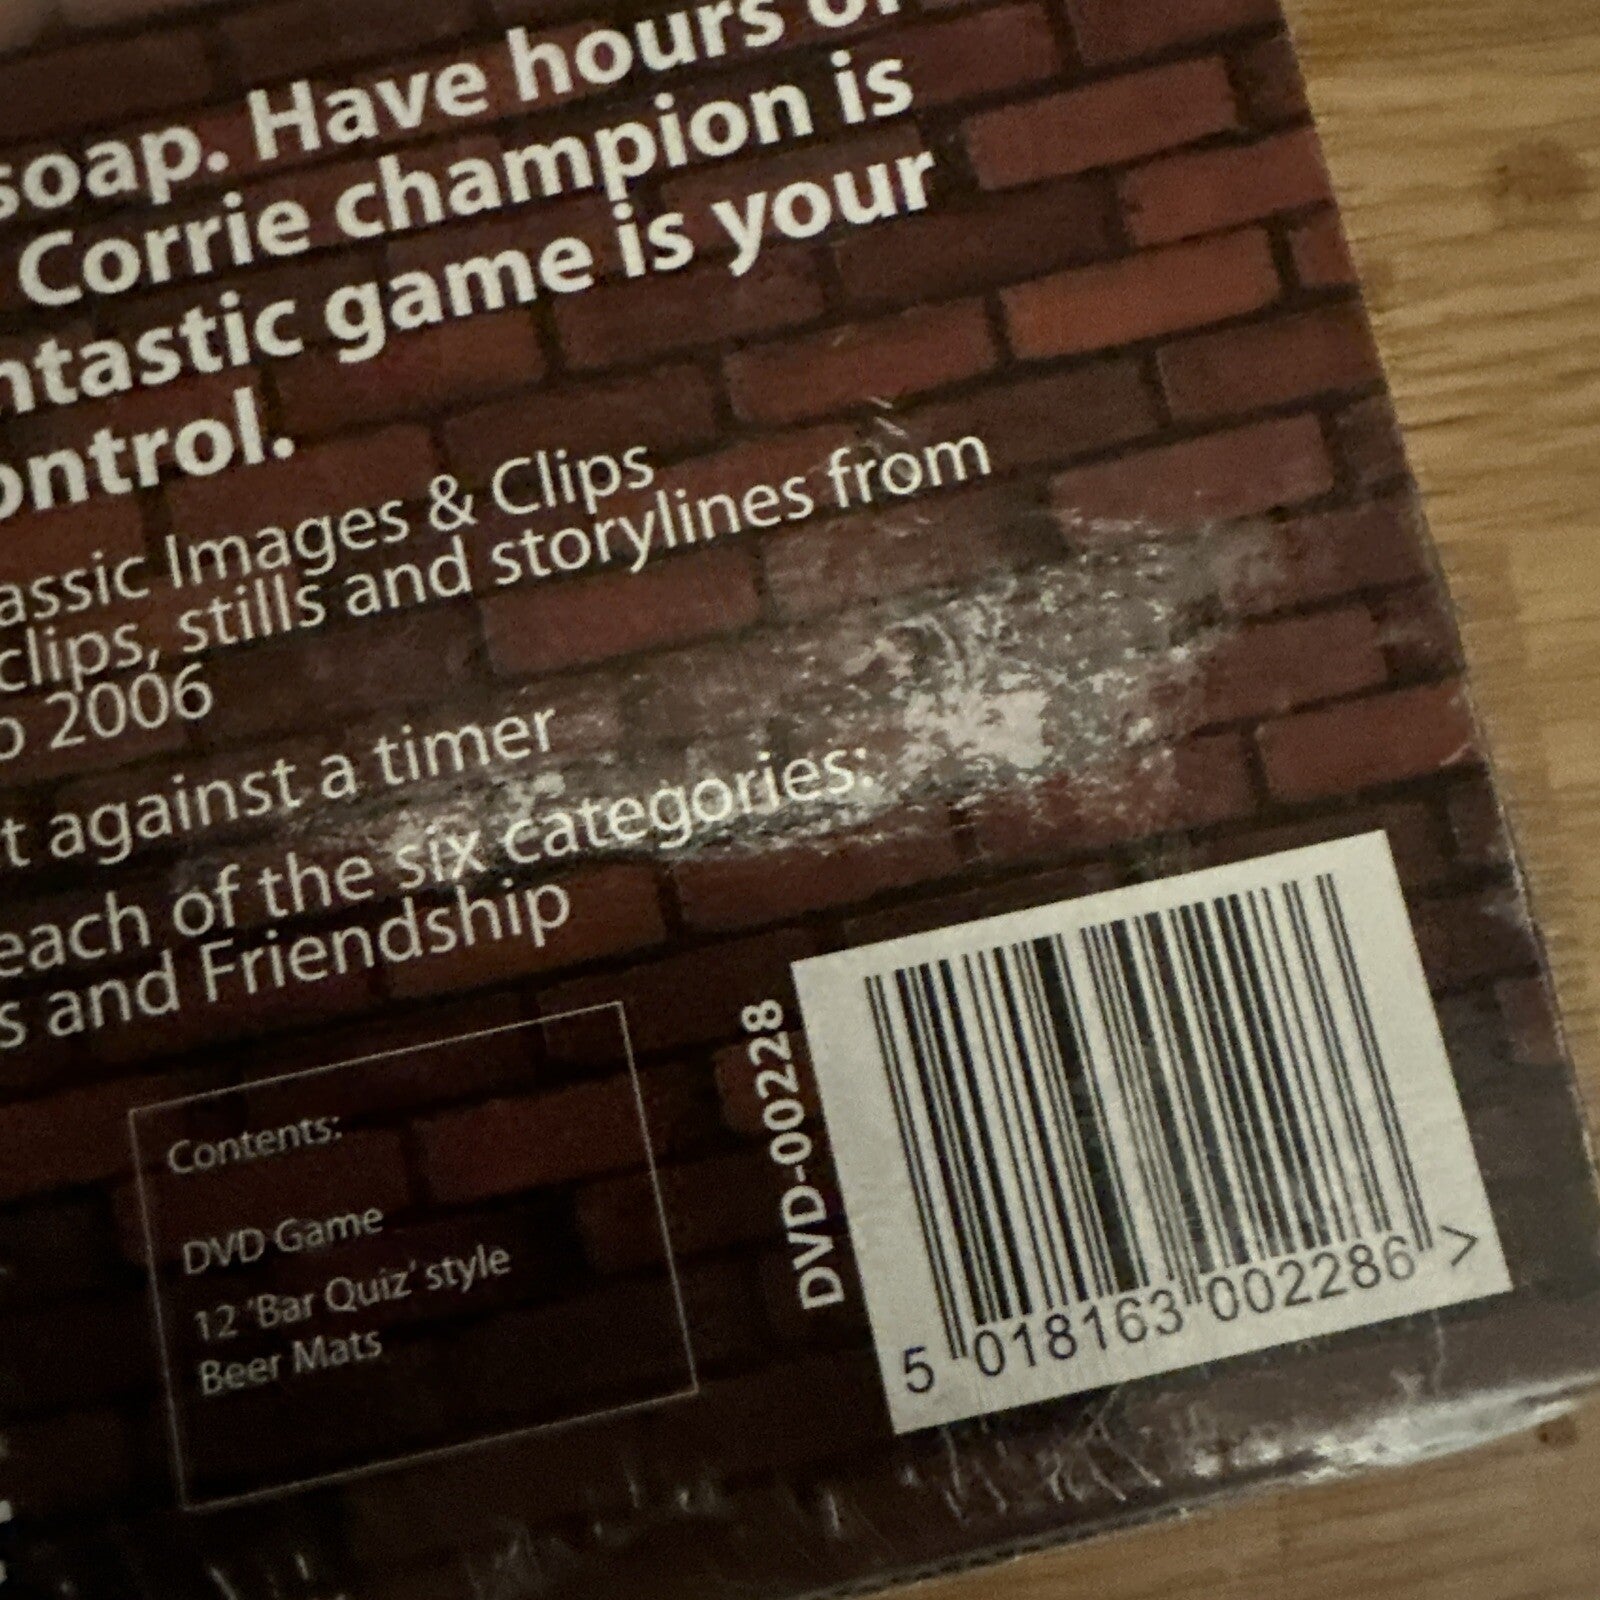 soap. Have hours of
Corrie champion is
ntastic game is your
ontrol.
assic Images & Clips
clips, stills and storylines from
o 2006
t against a timer
each of the six categories:
s and Friendship
Contents:
DVD Game
12 'Bar Quiz' style
Beer Mats
DVD-00228
5 018163 002286 >